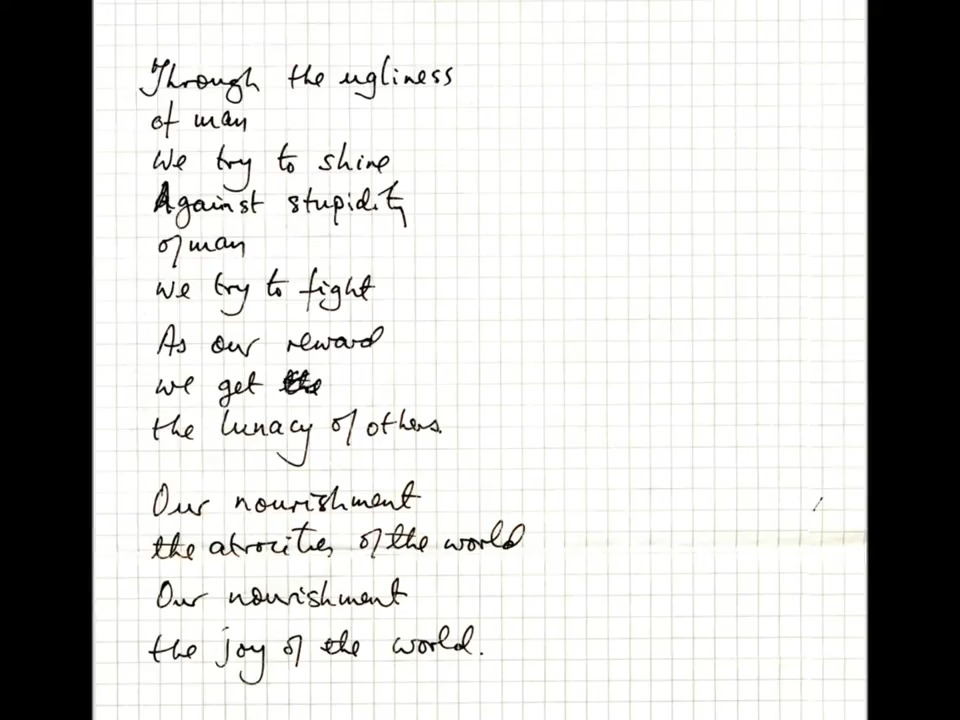 Through the ugliness
of man
We try to shine
Against stupidity
of man
we try to fight
As our reward
we get the
the lunacy of others.
Our nourishment
the atrocities of the world
Our nourishment
the joy of the world.